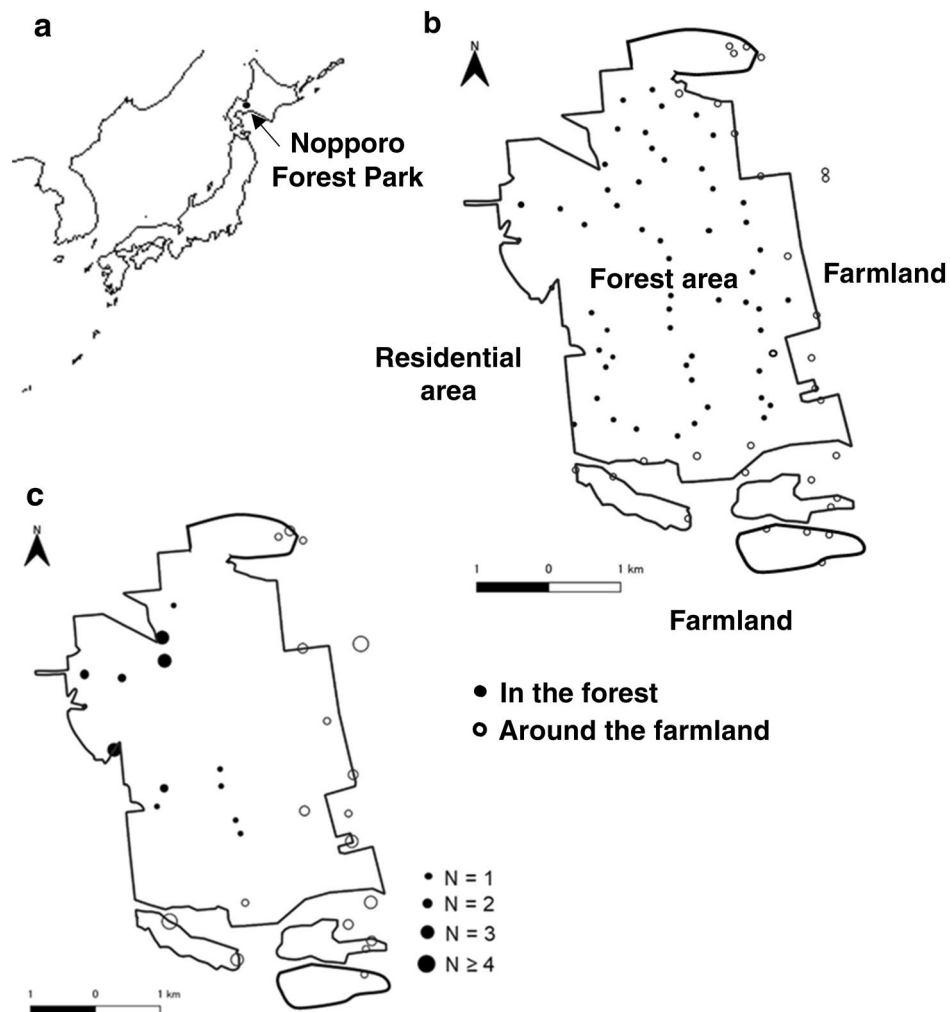 a
Nopporo
Forest Park
b
N
Forest area
Farmland
Residential
area
1 0 1 km
Farmland
In the forest
Around the farmland
c
N
N = 1
N = 2
N = 3
N ≥ 4
1 0 1 km